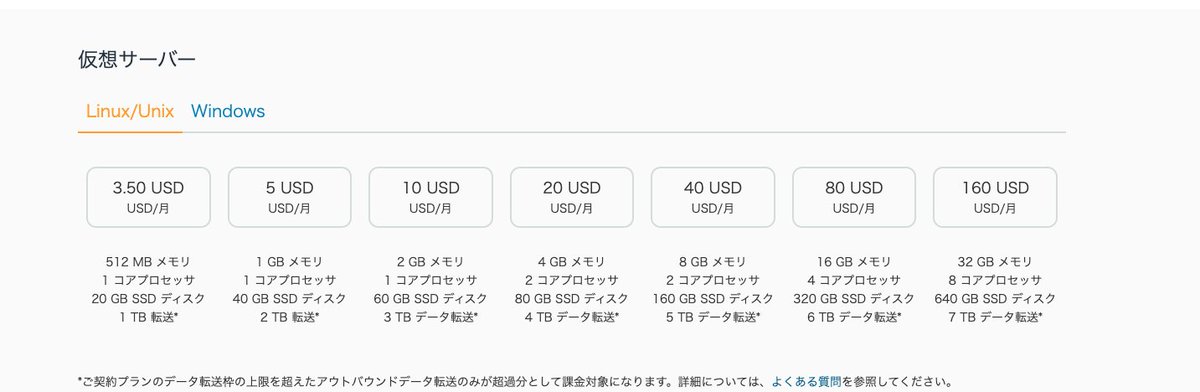 仮想サーバー
Linux/Unix Windows
3.50 USD 5 USD 10 USD 20 USD 40 USD 80 USD 160 USD
USD/月 USD/月 USD/月 USD/月 USD/月 USD/月 USD/月
512 MB メモリ 1 GB メモリ 2 GB メモリ 4 GB メモリ 8 GB メモリ 16 GB メモリ 32 GB メモリ
1 コアプロセッサ 1 コアプロセッサ 1 コアプロセッサ 2 コアプロセッサ 2 コアプロセッサ 4 コアプロセッサ 8 コアプロセッサ
20 GB SSD ディスク 40 GB SSD ディスク 60 GB SSD ディスク 80 GB SSD ディスク 160 GB SSD ディスク 320 GB SSD ディスク 640 GB SSD ディスク
1 TB 転送* 2 TB 転送* 3 TB データ転送* 4 TB データ転送* 5 TB データ転送* 6 TB データ転送* 7 TB データ転送*
*ご契約プランのデータ転送枠の上限を超えたアウトバウンドデータ転送のみが超過分として課金対象になります。詳細については、よくある質問を参照してください。